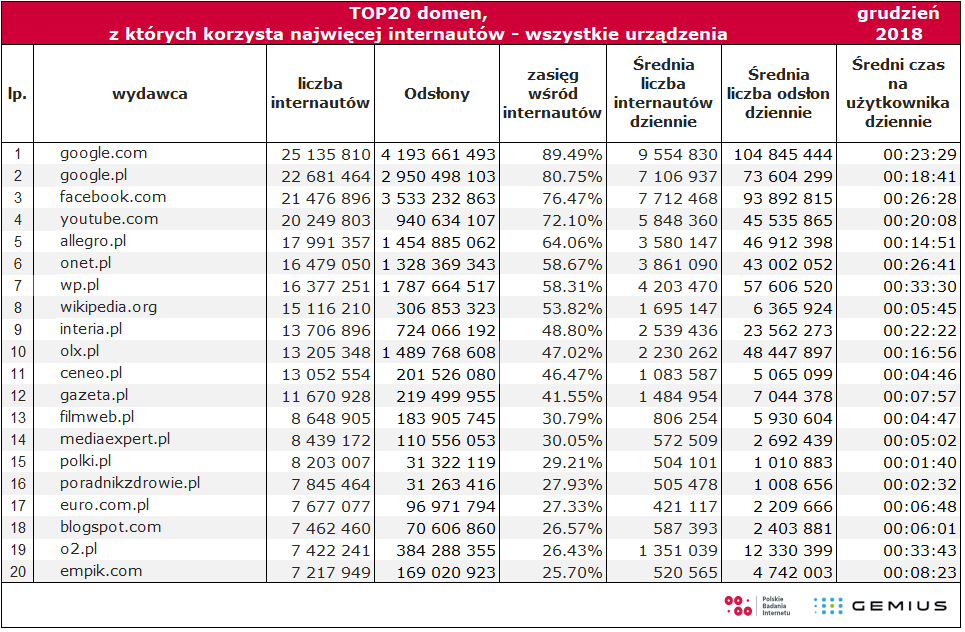 TOP20 domen, grudzień
z których korzysta najwięcej internautów - wszystkie urządzenia 2018
lp. wydawca liczba internautów Odsłony zasięg wśród internautów Średnia liczba internautów dziennie Średnia liczba odsłon dziennie Średni czas na użytkownika dziennie
1 google.com 25 135 810 4 193 661 493 89.49% 9 554 830 104 845 444 00:23:29
2 google.pl 22 681 464 2 950 498 103 80.75% 7 106 937 73 604 299 00:18:41
3 facebook.com 21 476 896 3 533 232 863 76.47% 7 712 468 93 892 815 00:26:28
4 youtube.com 20 249 803 940 634 107 72.10% 5 848 360 45 535 865 00:20:08
5 allegro.pl 17 991 357 1 454 885 062 64.06% 3 580 147 46 912 398 00:14:51
6 onet.pl 16 479 050 1 328 369 343 58.67% 3 861 090 43 002 052 00:26:41
7 wp.pl 16 377 251 1 787 664 517 58.31% 4 203 470 57 606 520 00:33:30
8 wikipedia.org 15 116 210 306 853 323 53.82% 1 695 147 6 365 924 00:05:45
9 interia.pl 13 706 896 724 066 192 48.80% 2 539 436 23 562 273 00:22:22
10 olx.pl 13 205 348 1 489 768 608 47.02% 2 230 262 48 447 897 00:16:56
11 ceneo.pl 13 052 554 201 526 080 46.47% 1 083 587 5 065 099 00:04:46
12 gazeta.pl 11 670 928 219 499 955 41.55% 1 484 954 7 044 378 00:07:57
13 filmweb.pl 8 648 905 183 905 745 30.79% 806 254 5 930 604 00:04:47
14 mediaexpert.pl 8 439 172 110 556 053 30.05% 572 509 2 692 439 00:05:02
15 polki.pl 8 203 007 31 322 119 29.21% 504 101 1 010 883 00:01:40
16 poradnikzdrowie.pl 7 845 464 31 263 416 27.93% 505 478 1 008 656 00:02:32
17 euro.com.pl 7 677 077 96 971 794 27.33% 421 117 2 209 666 00:06:48
18 blogspot.com 7 462 460 70 606 860 26.57% 587 393 2 403 881 00:06:01
19 o2.pl 7 422 241 384 288 355 26.43% 1 351 039 12 330 399 00:33:43
20 empik.com 7 217 949 169 020 923 25.70% 520 565 4 742 003 00:08:23
Polskie
Badania
Internetu
GEMIUS